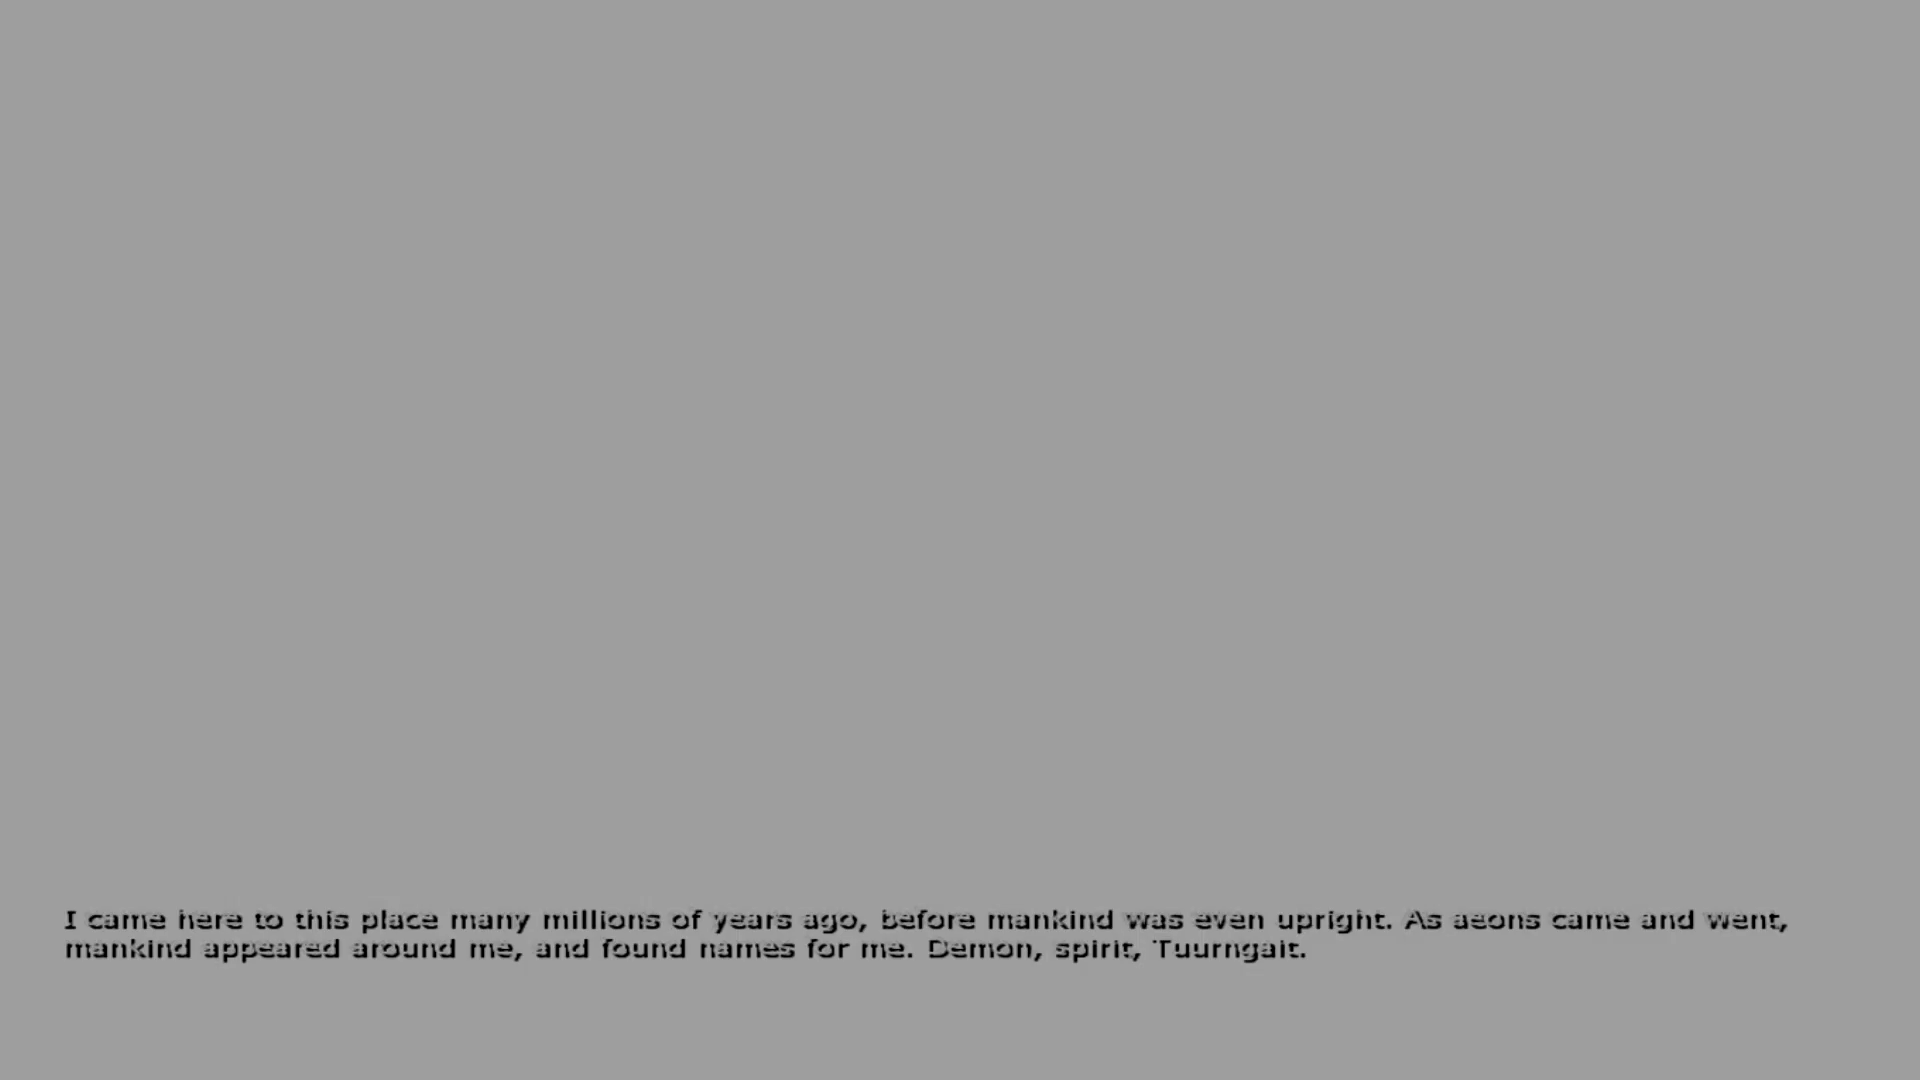 I came here to this place many millions of years ago, before mankind was even upright. As aeons came and went,
mankind appeared around me, and found names for me. Demon, spirit, Tuurngait.